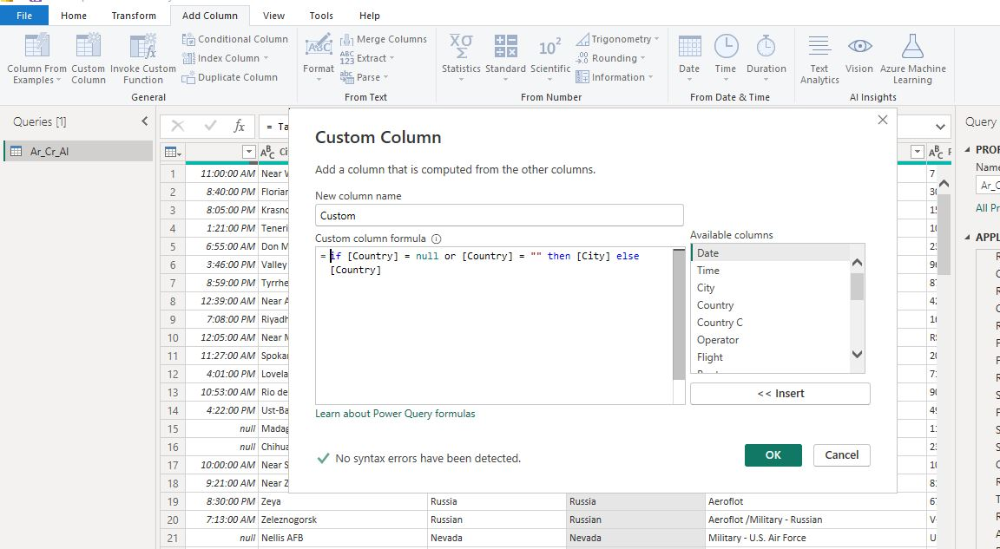 File Home Transform Add Column View Tools Help
Column From Examples
Custom Column
Invoke Custom Function
Conditional Column
Index Column
Duplicate Column
General
Format
Merge Columns
Extract
Parse
From Text
Statistics
Standard
Scientific
Trigonometry
Rounding
Information
From Number
Date
Time
Duration
From Date & Time
Text Analytics
Vision
Azure Machine Learning
AI Insights
Queries [1]
Ar_Cr_Al
= Ta
Custom Column
Add a column that is computed from the other columns.
New column name
Custom
Custom column formula
= if [Country] = null or [Country] = "" then [City] else
[Country]
Available columns
Date
Time
City
Country
Country C
Operator
Flight
<< Insert
Learn about Power Query formulas
No syntax errors have been detected.
OK
Cancel
Query
PROP
Name
Ar_C
All Pr
APPL
1 11:00:00 AM Near W
2 8:40:00 PM Florian
3 8:05:00 PM Krasno
4 1:21:00 PM Teneri
5 6:55:00 AM Don M
6 3:46:00 PM Valley
7 8:59:00 PM Tyrrhe
8 12:39:00 AM Near A
9 7:08:00 PM Riyadh
10 12:05:00 AM Near
11 11:27:00 AM Spokan
12 4:01:00 PM Lovela
13 10:53:00 AM Rio de
14 4:22:00 PM Ust-Ba
15 null Madag
16 null Chihua
17 10:00:00 AM Near S
18 9:21:00 AM Near Z
19 8:30:00 PM Zeya Russia Russia Aeroflot
20 7:13:00 AM Zeleznogorsk Russian Russian Aeroflot /Military - Russian
21 null Nellis AFB Nevada Nevada Military - U.S. Air Force